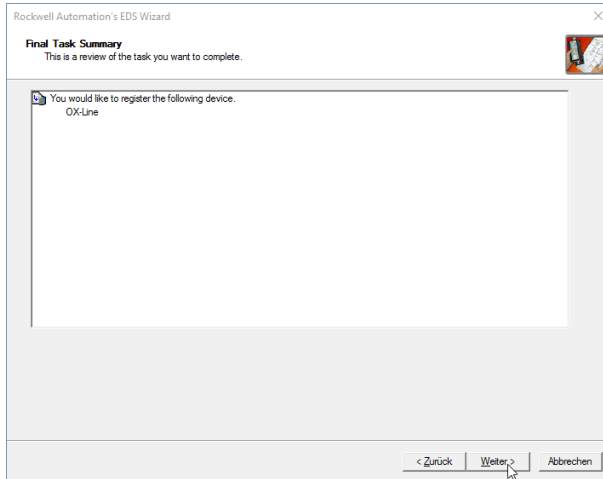 Rockwell Automation's EDS Wizard
Final Task Summary
This is a review of the task you want to complete.
You would like to register the following device.
OX-Line
< Zurück
Weiter >
Abbrechen